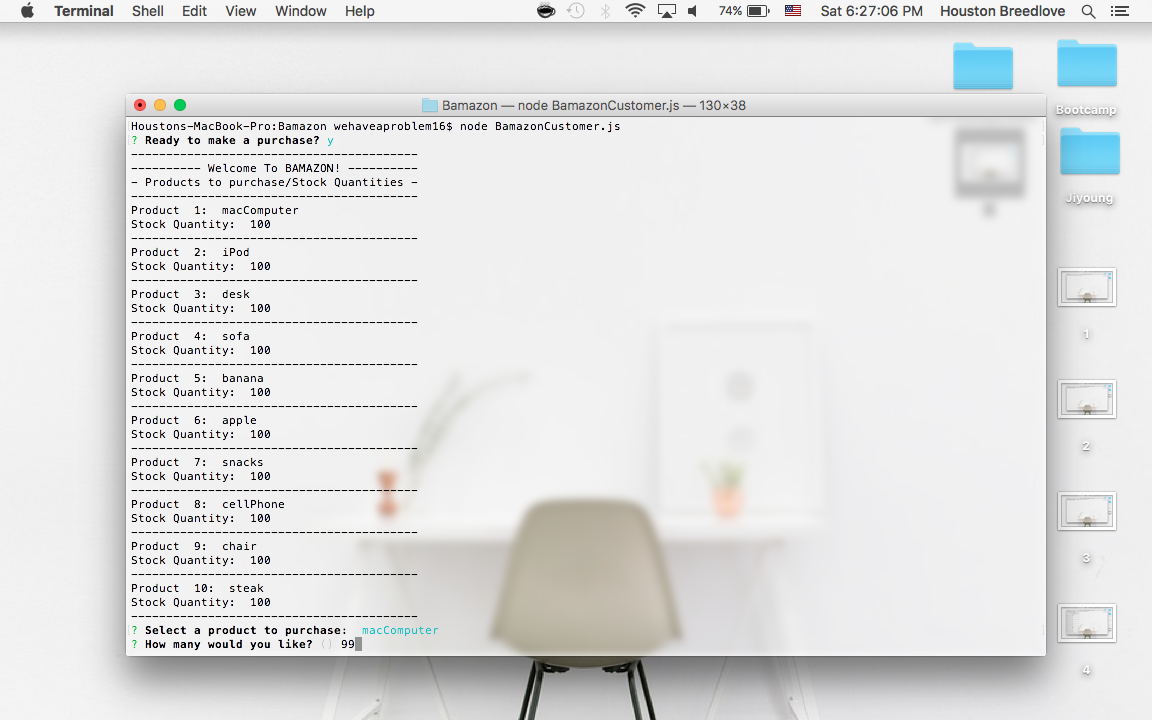 Terminal Shell Edit View Window Help 74% Sat 6:27:06 PM Houston Breedlove
Bamazon — node BamazonCustomer.js — 130×38
Houstons-MacBook-Pro:Bamazon wehaveaproblem16$ node BamazonCustomer.js
? Ready to make a purchase? y
-----------------------------------------
---------- Welcome To BAMAZON! ----------
- Products to purchase/Stock Quantities -
-----------------------------------------
Product  1:  macComputer
Stock Quantity:  100
-----------------------------------------
Product  2:  iPod
Stock Quantity:  100
-----------------------------------------
Product  3:  desk
Stock Quantity:  100
-----------------------------------------
Product  4:  sofa
Stock Quantity:  100
-----------------------------------------
Product  5:  banana
Stock Quantity:  100
-----------------------------------------
Product  6:  apple
Stock Quantity:  100
-----------------------------------------
Product  7:  snacks
Stock Quantity:  100
-----------------------------------------
Product  8:  cellPhone
Stock Quantity:  100
-----------------------------------------
Product  9:  chair
Stock Quantity:  100
-----------------------------------------
Product  10:  steak
Stock Quantity:  100
-----------------------------------------
? Select a product to purchase:  macComputer
? How many would you like? () 99
Bootcamp
Jiyoung
1
2
3
4